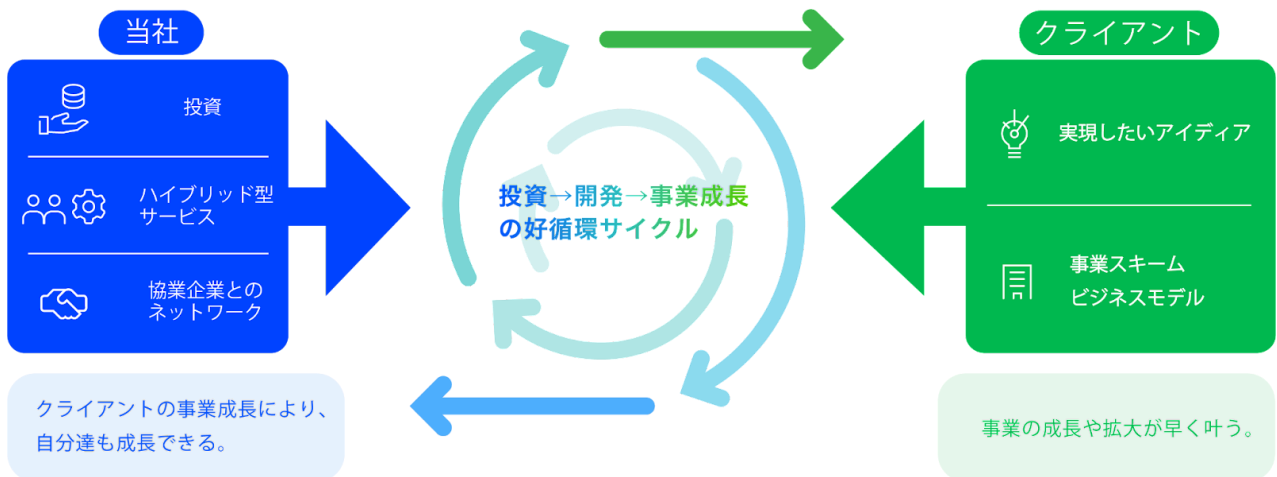 当社
投資
ハイブリッド型
サービス
協業企業との
ネットワーク
クライアントの事業成長により、
自分達も成長できる。
投資→開発→事業成長
の好循環サイクル
クライアント
実現したいアイディア
事業スキーム
ビジネスモデル
事業の成長や拡大が早く叶う。